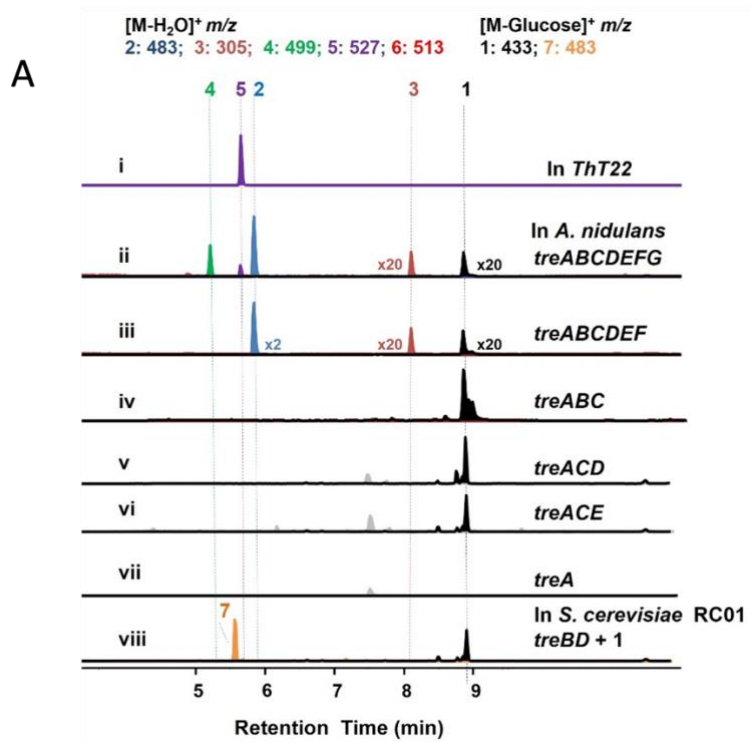 [M-H₂O]⁺ m/z [M-Glucose]⁺ m/z
2: 483; 3: 305; 4: 499; 5: 527; 6: 513 1: 433; 7: 483
A
4 5 2 3 1
i In ThT22
In A. nidulans
ii treABCDEFG
x20 x20
iii treABCDEF
x2 x20 x20
iv treABC
v treACD
vi treACE
vii treA
7 In S. cerevisiae RC01
viii treBD + 1
5 6 7 8 9
Retention Time (min)